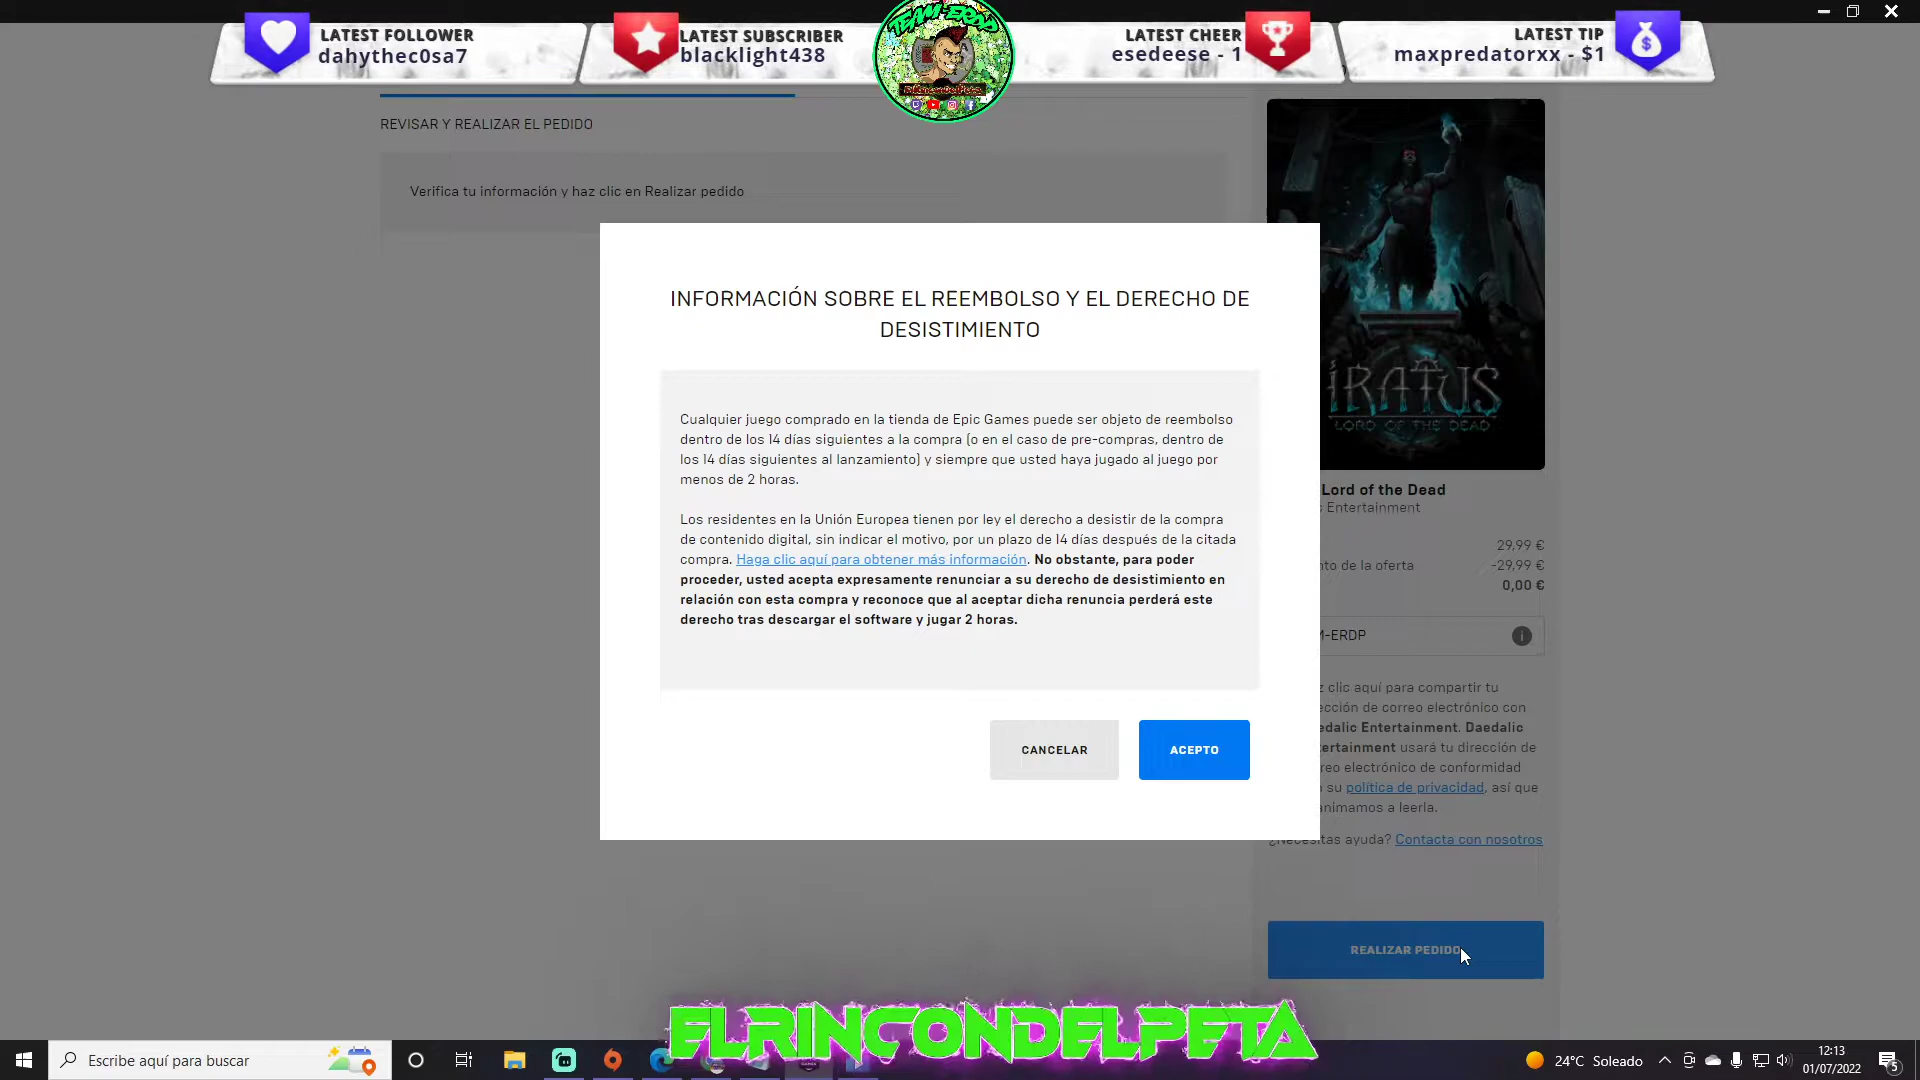 LATEST FOLLOWER
dahythec0sa7
LATEST SUBSCRIBER
blacklight438
TEAM-ERDP
ElRinconDelPeta
LATEST CHEER
esedeese - 1
LATEST TIP
maxpredatorxx - $1
REVISAR Y REALIZAR EL PEDIDO
Verifica tu información y haz clic en Realizar pedido
INFORMACIÓN SOBRE EL REEMBOLSO Y EL DERECHO DE
DESISTIMIENTO
Cualquier juego comprado en la tienda de Epic Games puede ser objeto de reembolso
dentro de los 14 días siguientes a la compra (o en el caso de pre-compras, dentro de
los 14 días siguientes al lanzamiento) y siempre que usted haya jugado al juego por
menos de 2 horas.
Los residentes en la Unión Europea tienen por ley el derecho a desistir de la compra
de contenido digital, sin indicar el motivo, por un plazo de 14 días después de la citada
compra. Haga clic aquí para obtener más información. No obstante, para poder
proceder, usted acepta expresamente renunciar a su derecho de desistimiento en
relación con esta compra y reconoce que al aceptar dicha renuncia perderá este
derecho tras descargar el software y jugar 2 horas.
CANCELAR
ACEPTO
IRATUS
LORD OF THE DEAD
Lord of the Dead
Entertainment
29,99 €
nto de la oferta
-29,99 €
0,00 €
M-ERDP
clic aquí para compartir tu
ección de correo electrónico con
edalic Entertainment. Daedalic
ertainment usará tu dirección de
reo electrónico de conformidad
su política de privacidad, así que
animamos a leerla.
¿Necesitas ayuda? Contacta con nosotros
REALIZAR PEDIDO
ELRINCONDELPETA
Escribe aquí para buscar
24°C Soleado
12:13
01/07/2022
5